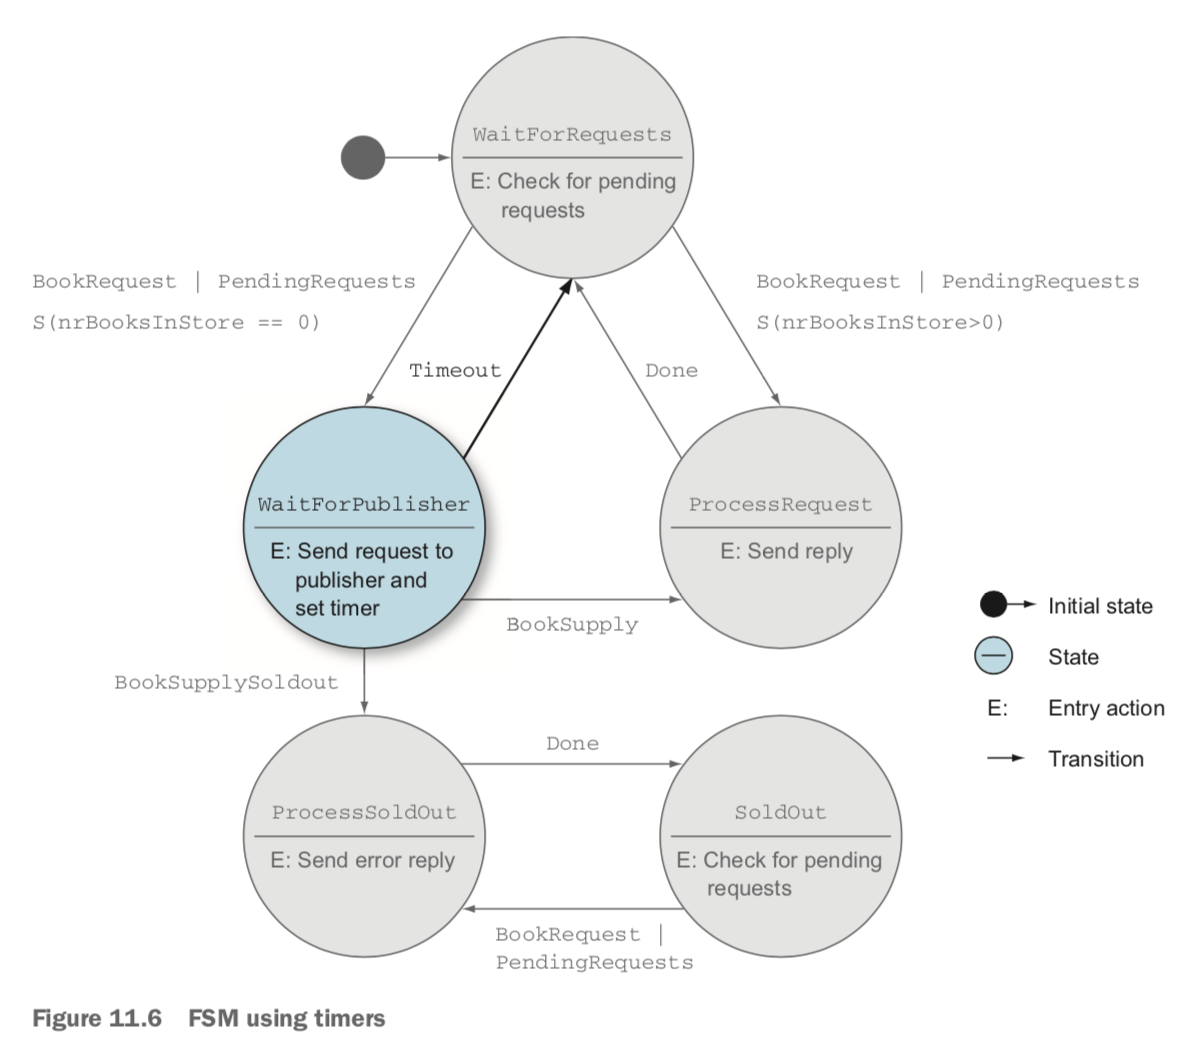 WaitForRequests
E: Check for pending
requests
BookRequest | PendingRequests
S(nrBooksInStore == 0)
BookRequest | PendingRequests
S(nrBooksInStore>0)
Timeout
Done
WaitForPublisher
E: Send request to
publisher and
set timer
ProcessRequest
E: Send reply
BookSupply
BookSupplySoldout
Done
ProcessSoldOut
E: Send error reply
SoldOut
E: Check for pending
requests
BookRequest |
PendingRequests
Initial state
State
E: Entry action
Transition
Figure 11.6 FSM using timers